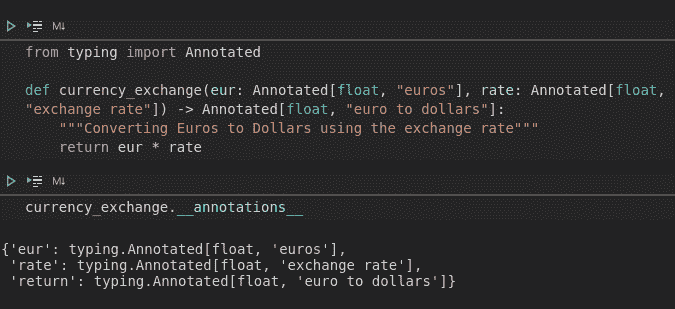 M↓
from typing import Annotated
def currency_exchange(eur: Annotated[float, "euros"], rate: Annotated[float,
"exchange rate"]) -> Annotated[float, "euro to dollars"]:
    """Converting Euros to Dollars using the exchange rate"""
    return eur * rate
M↓
currency_exchange.__annotations__
{'eur': typing.Annotated[float, 'euros'],
 'rate': typing.Annotated[float, 'exchange rate'],
 'return': typing.Annotated[float, 'euro to dollars']}